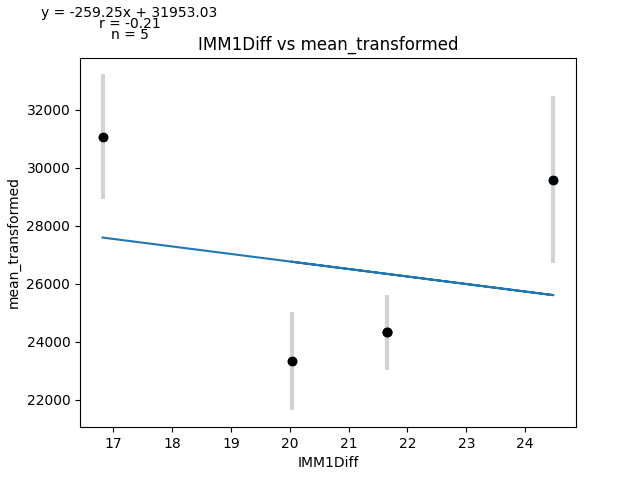 y = -259.25x + 31953.03
r = -0.21
n = 5
IMM1Diff vs mean_transformed
32000
30000
28000
26000
24000
22000
mean_transformed
17 18 19 20 21 22 23 24
IMM1Diff